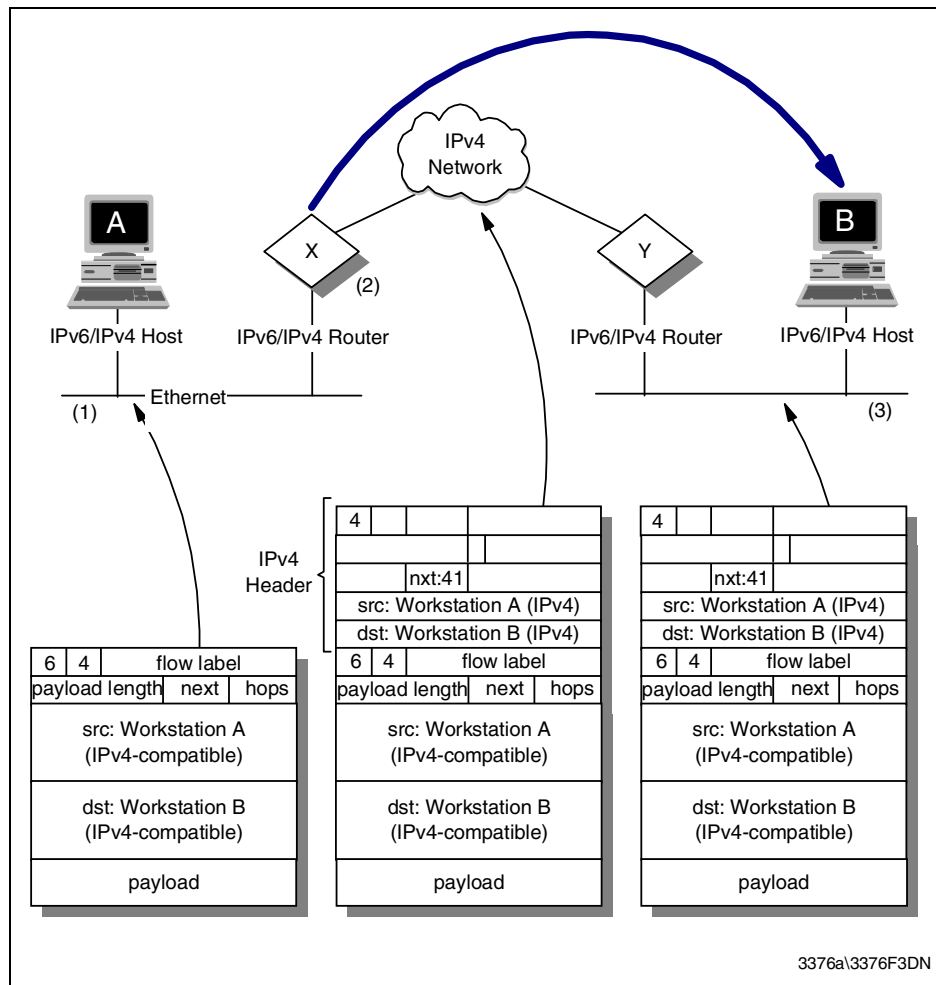 IPv4
Network
A
B
X
Y
(2)
IPv6/IPv4 Host
IPv6/IPv4 Router
IPv6/IPv4 Router
IPv6/IPv4 Host
Ethernet
(1)
(3)
IPv4
Header
4
nxt:41
src: Workstation A (IPv4)
dst: Workstation B (IPv4)
6 4 flow label
payload length next hops
src: Workstation A
(IPv4-compatible)
dst: Workstation B
(IPv4-compatible)
payload
4
nxt:41
src: Workstation A (IPv4)
dst: Workstation B (IPv4)
6 4 flow label
payload length next hops
src: Workstation A
(IPv4-compatible)
dst: Workstation B
(IPv4-compatible)
payload
6 4 flow label
payload length next hops
src: Workstation A
(IPv4-compatible)
dst: Workstation B
(IPv4-compatible)
payload
3376a\3376F3DN